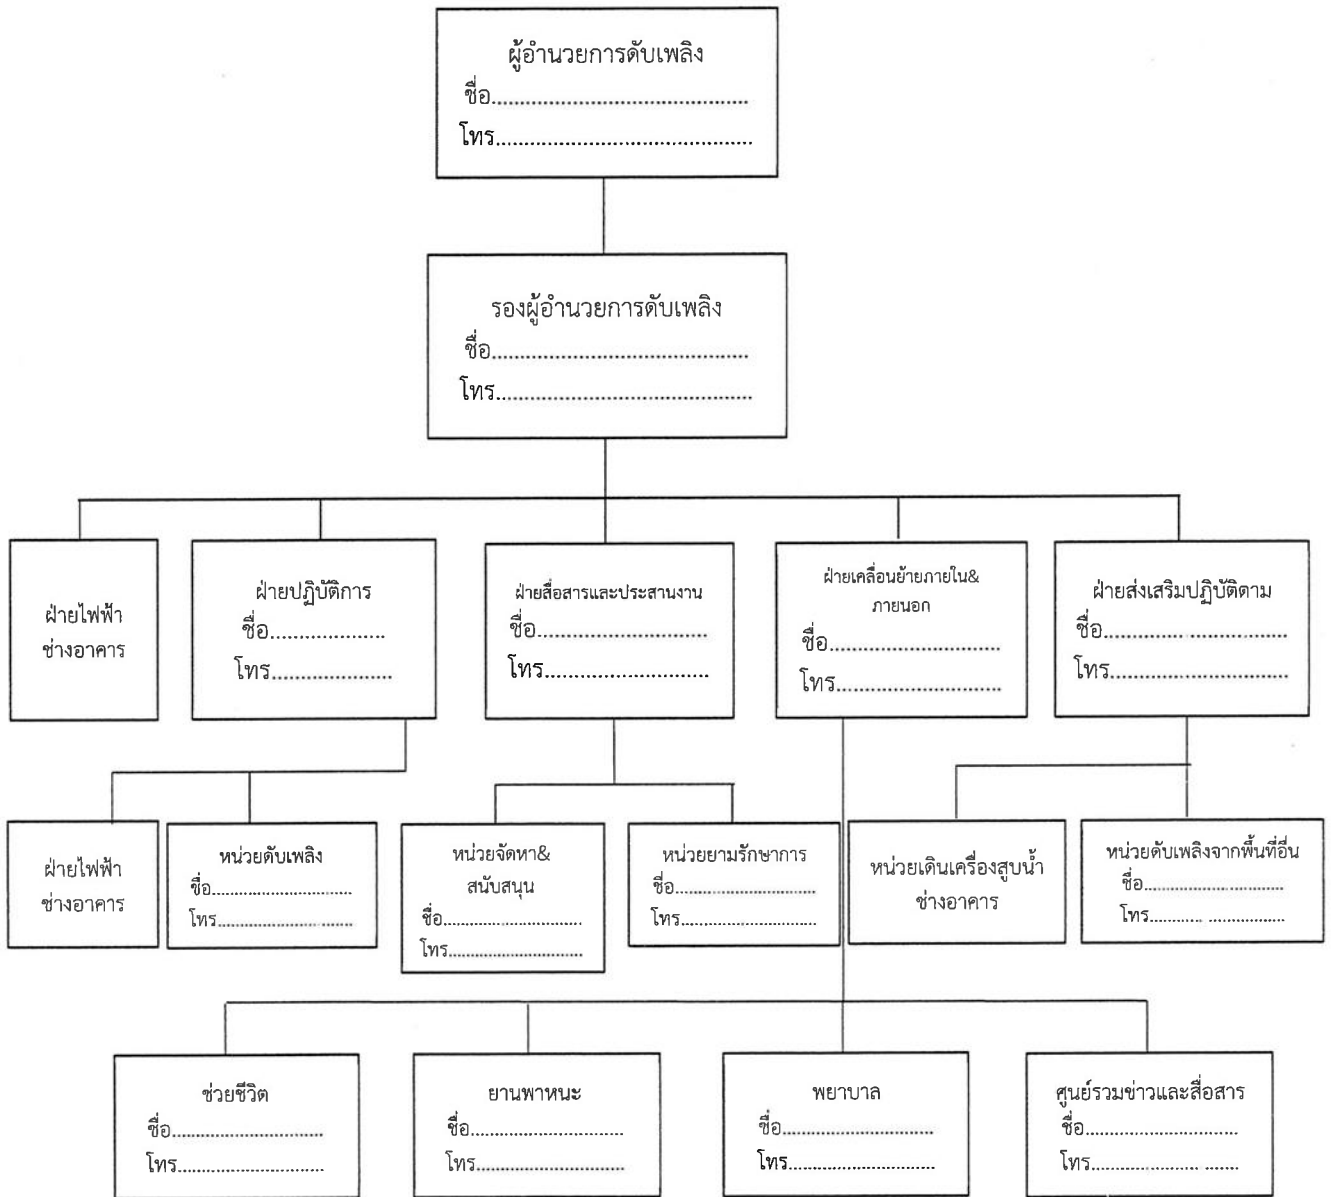 ผู้อำนวยการดับเพลิง
ชื่อ..............................................
โทร..............................................
รองผู้อำนวยการดับเพลิง
ชื่อ..............................................
โทร..............................................
ฝ่ายไฟฟ้า
ช่างอาคาร
ฝ่ายปฏิบัติการ
ชื่อ....................
โทร.....................
ฝ่ายสื่อสารและประสานงาน
ชื่อ..............................
โทร.............................
ฝ่ายเคลื่อนย้ายภายใน&
ภายนอก
ชื่อ..............................
โทร.............................
ฝ่ายส่งเสริมปฏิบัติดาม
ชื่อ................................
โทร................................
ฝ่ายไฟฟ้า
ช่างอาคาร
หน่วยดับเพลิง
ชื่อ..............................
โทร.............................
หน่วยจัดหา&
สนับสนุน
ชื่อ..............................
โทร.............................
หน่วยยามรักษาการ
ชื่อ..............................
โทร.............................
หน่วยเดินเครื่องสูบน้ำ
ช่างอาคาร
หน่วยดับเพลิงจากพื้นที่อื่น
ชื่อ..............................
โทร........... .................
ช่วยชีวิต
ชื่อ..............................
โทร.............................
ยานพาหนะ
ชื่อ..............................
โทร.............................
พยาบาล
ชื่อ..............................
โทร.............................
ศูนย์รวมข่าวและสื่อสาร
ชื่อ..............................
โทร...................... .......